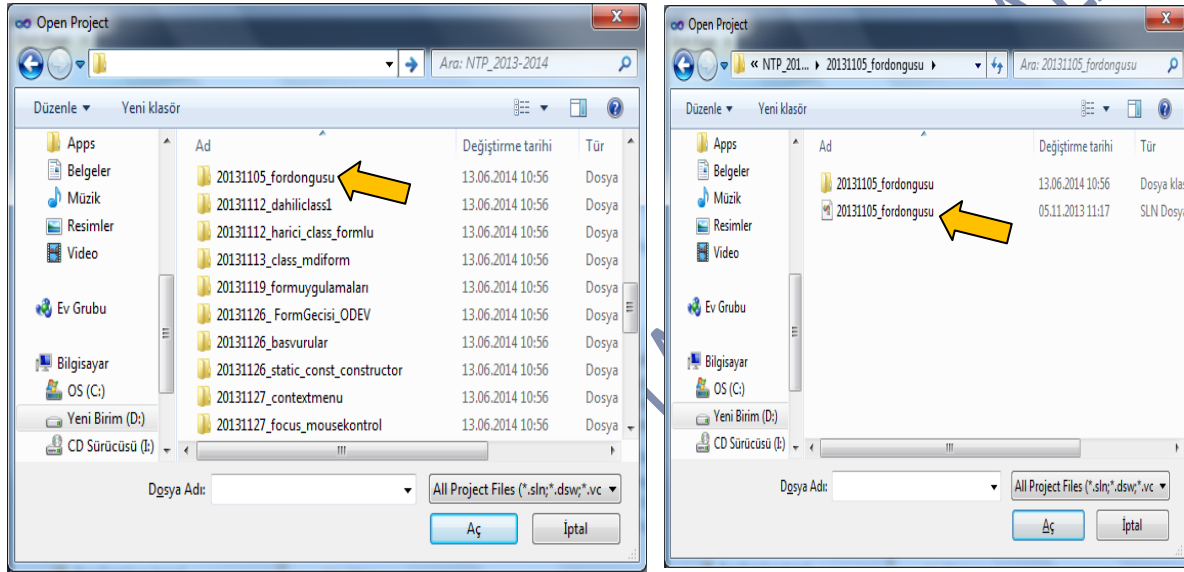 Open Project
Ara: NTP_2013-2014
Düzenle Yeni klasör
Ad Değiştirme tarihi Tür
Apps
Belgeler
Müzik
Resimler
Video
Ev Grubu
Bilgisayar
OS (C:)
Yeni Birim (D:)
CD Sürücüsü (I:)
20131105_fordongusu 13.06.2014 10:56 Dosya
20131112_dahiliclass1 13.06.2014 10:56 Dosya
20131112_harici_class_formlu 13.06.2014 10:56 Dosya
20131113_class_mdiform 13.06.2014 10:56 Dosya
20131119_formuygulamaları 13.06.2014 10:56 Dosya
20131126_ FormGecisi_ODEV 13.06.2014 10:56 Dosya
20131126_basvurular 13.06.2014 10:56 Dosya
20131126_static_const_constructor 13.06.2014 10:56 Dosya
20131127_contextmenu 13.06.2014 10:56 Dosya
20131127_focus_mousekontrol 13.06.2014 10:56 Dosya
Dosya Adı: All Project Files (*.sln;*.dsw;*.vc
Aç İptal
Open Project
« NTP_201... 20131105_fordongusu Ara: 20131105_fordongusu
Düzenle Yeni klasör
Ad Değiştirme tarihi Tür
Apps
Belgeler
Müzik
Resimler
Video
Ev Grubu
Bilgisayar
OS (C:)
Yeni Birim (D:)
CD Sürücüsü (I:)
20131105_fordongusu 13.06.2014 10:56 Dosya klas
20131105_fordongusu 05.11.2013 11:17 SLN Dosya
Dosya Adı: All Project Files (*.sln;*.dsw;*.vc
Aç İptal